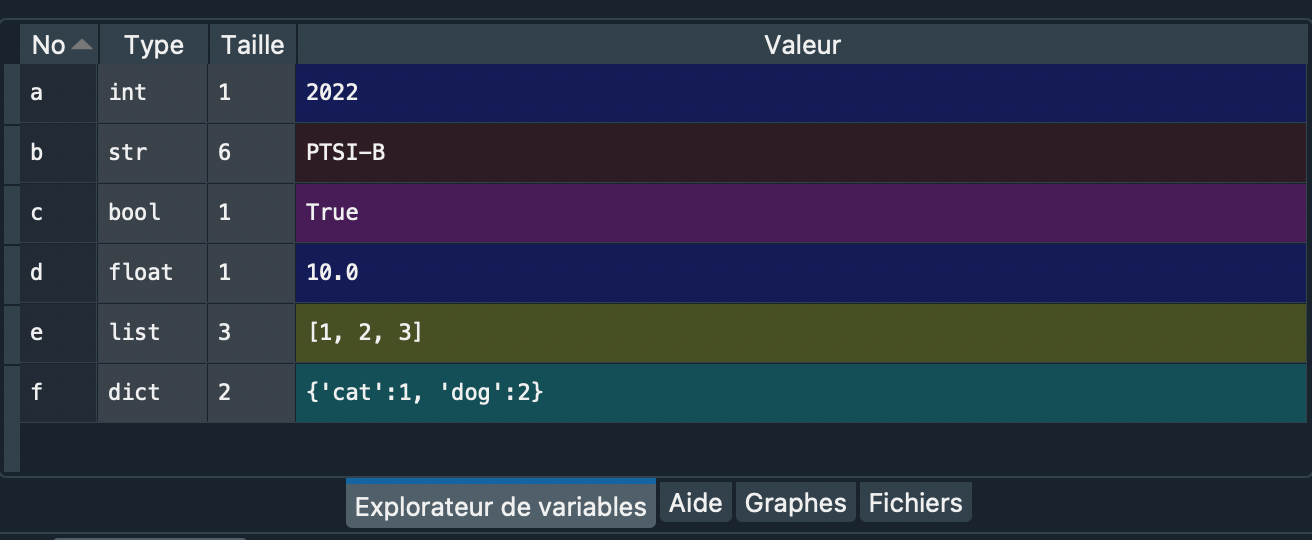 No Type Taille Valeur
a int 1 2022
b str 6 PTSI-B
c bool 1 True
d float 1 10.0
e list 3 [1, 2, 3]
f dict 2 {'cat':1, 'dog':2}
Explorateur de variables Aide Graphes Fichiers